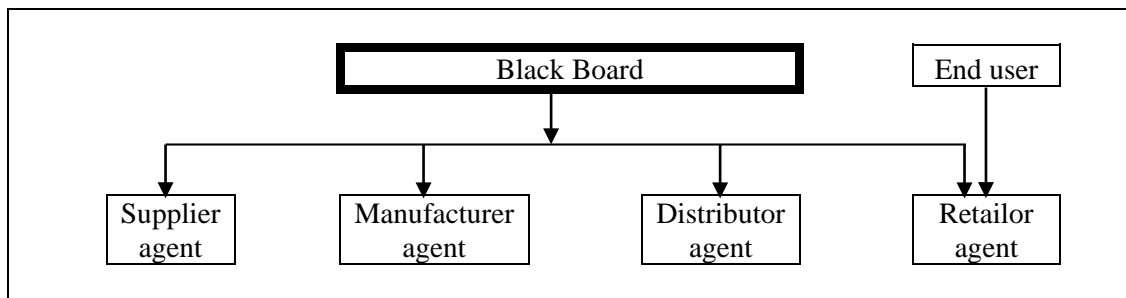 Black Board
End user
Supplier
agent
Manufacturer
agent
Distributor
agent
Retailor
agent